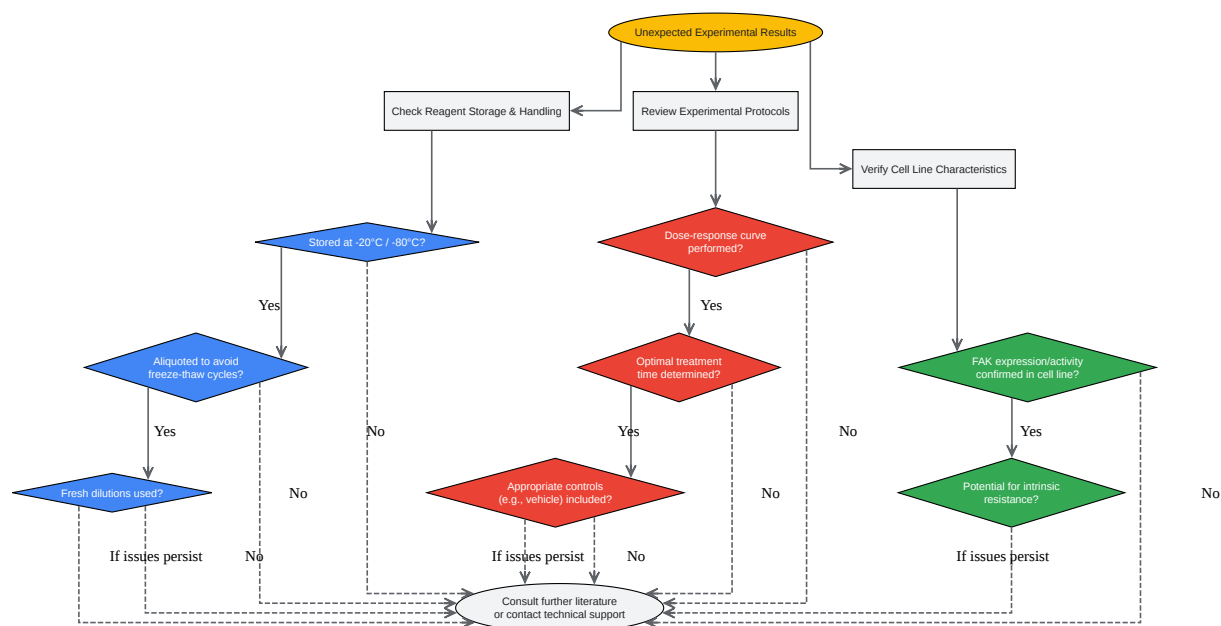 Unexpected Experimental Results
Check Reagent Storage & Handling
Review Experimental Protocols
Verify Cell Line Characteristics
Stored at -20°C / -80°C?
Dose-response curve
performed?
Yes
Yes
Aliquoted to avoid
freeze-thaw cycles?
Optimal treatment
time determined?
FAK expression/activity
confirmed in cell line?
Yes
No
Yes
No
Yes
Fresh dilutions used?
No
Appropriate controls
(e.g., vehicle) included?
No
Potential for intrinsic
resistance?
No
If issues persist
No
If issues persist
No
If issues persist
Consult further literature
or contact technical support